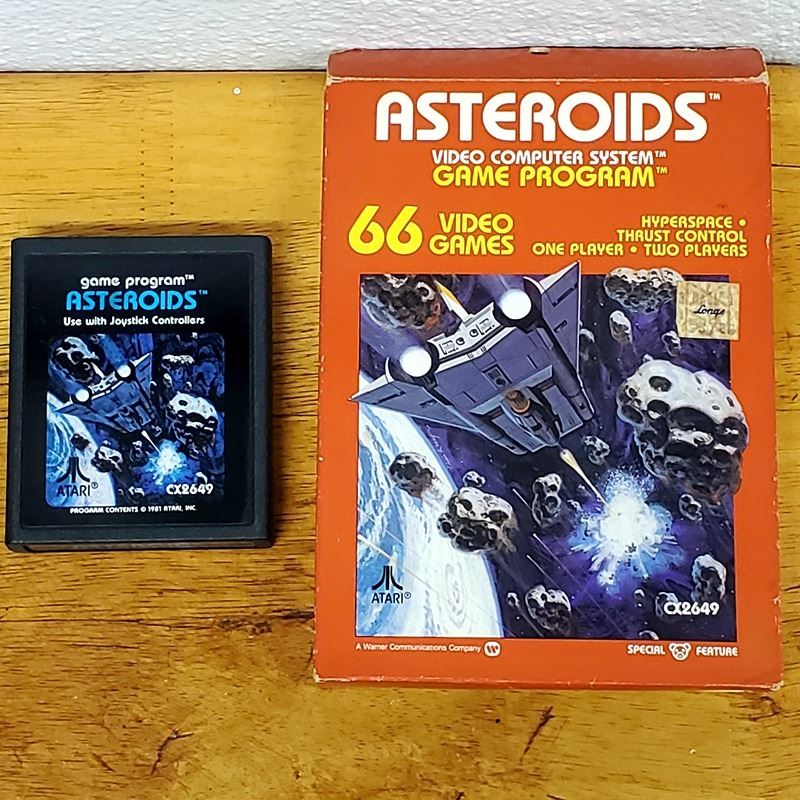 game program™
ASTEROIDS™
Use with Joystick Controllers
ATARI®
CX2649
PROGRAM CONTENTS © 1981 ATARI, INC.
ASTEROIDS™
VIDEO COMPUTER SYSTEM™
GAME PROGRAM™
66 VIDEO GAMES
HYPERSPACE •
THRUST CONTROL
ONE PLAYER • TWO PLAYERS
Longs
ATARI®
CX2649
A Warner Communications Company
SPECIAL FEATURE